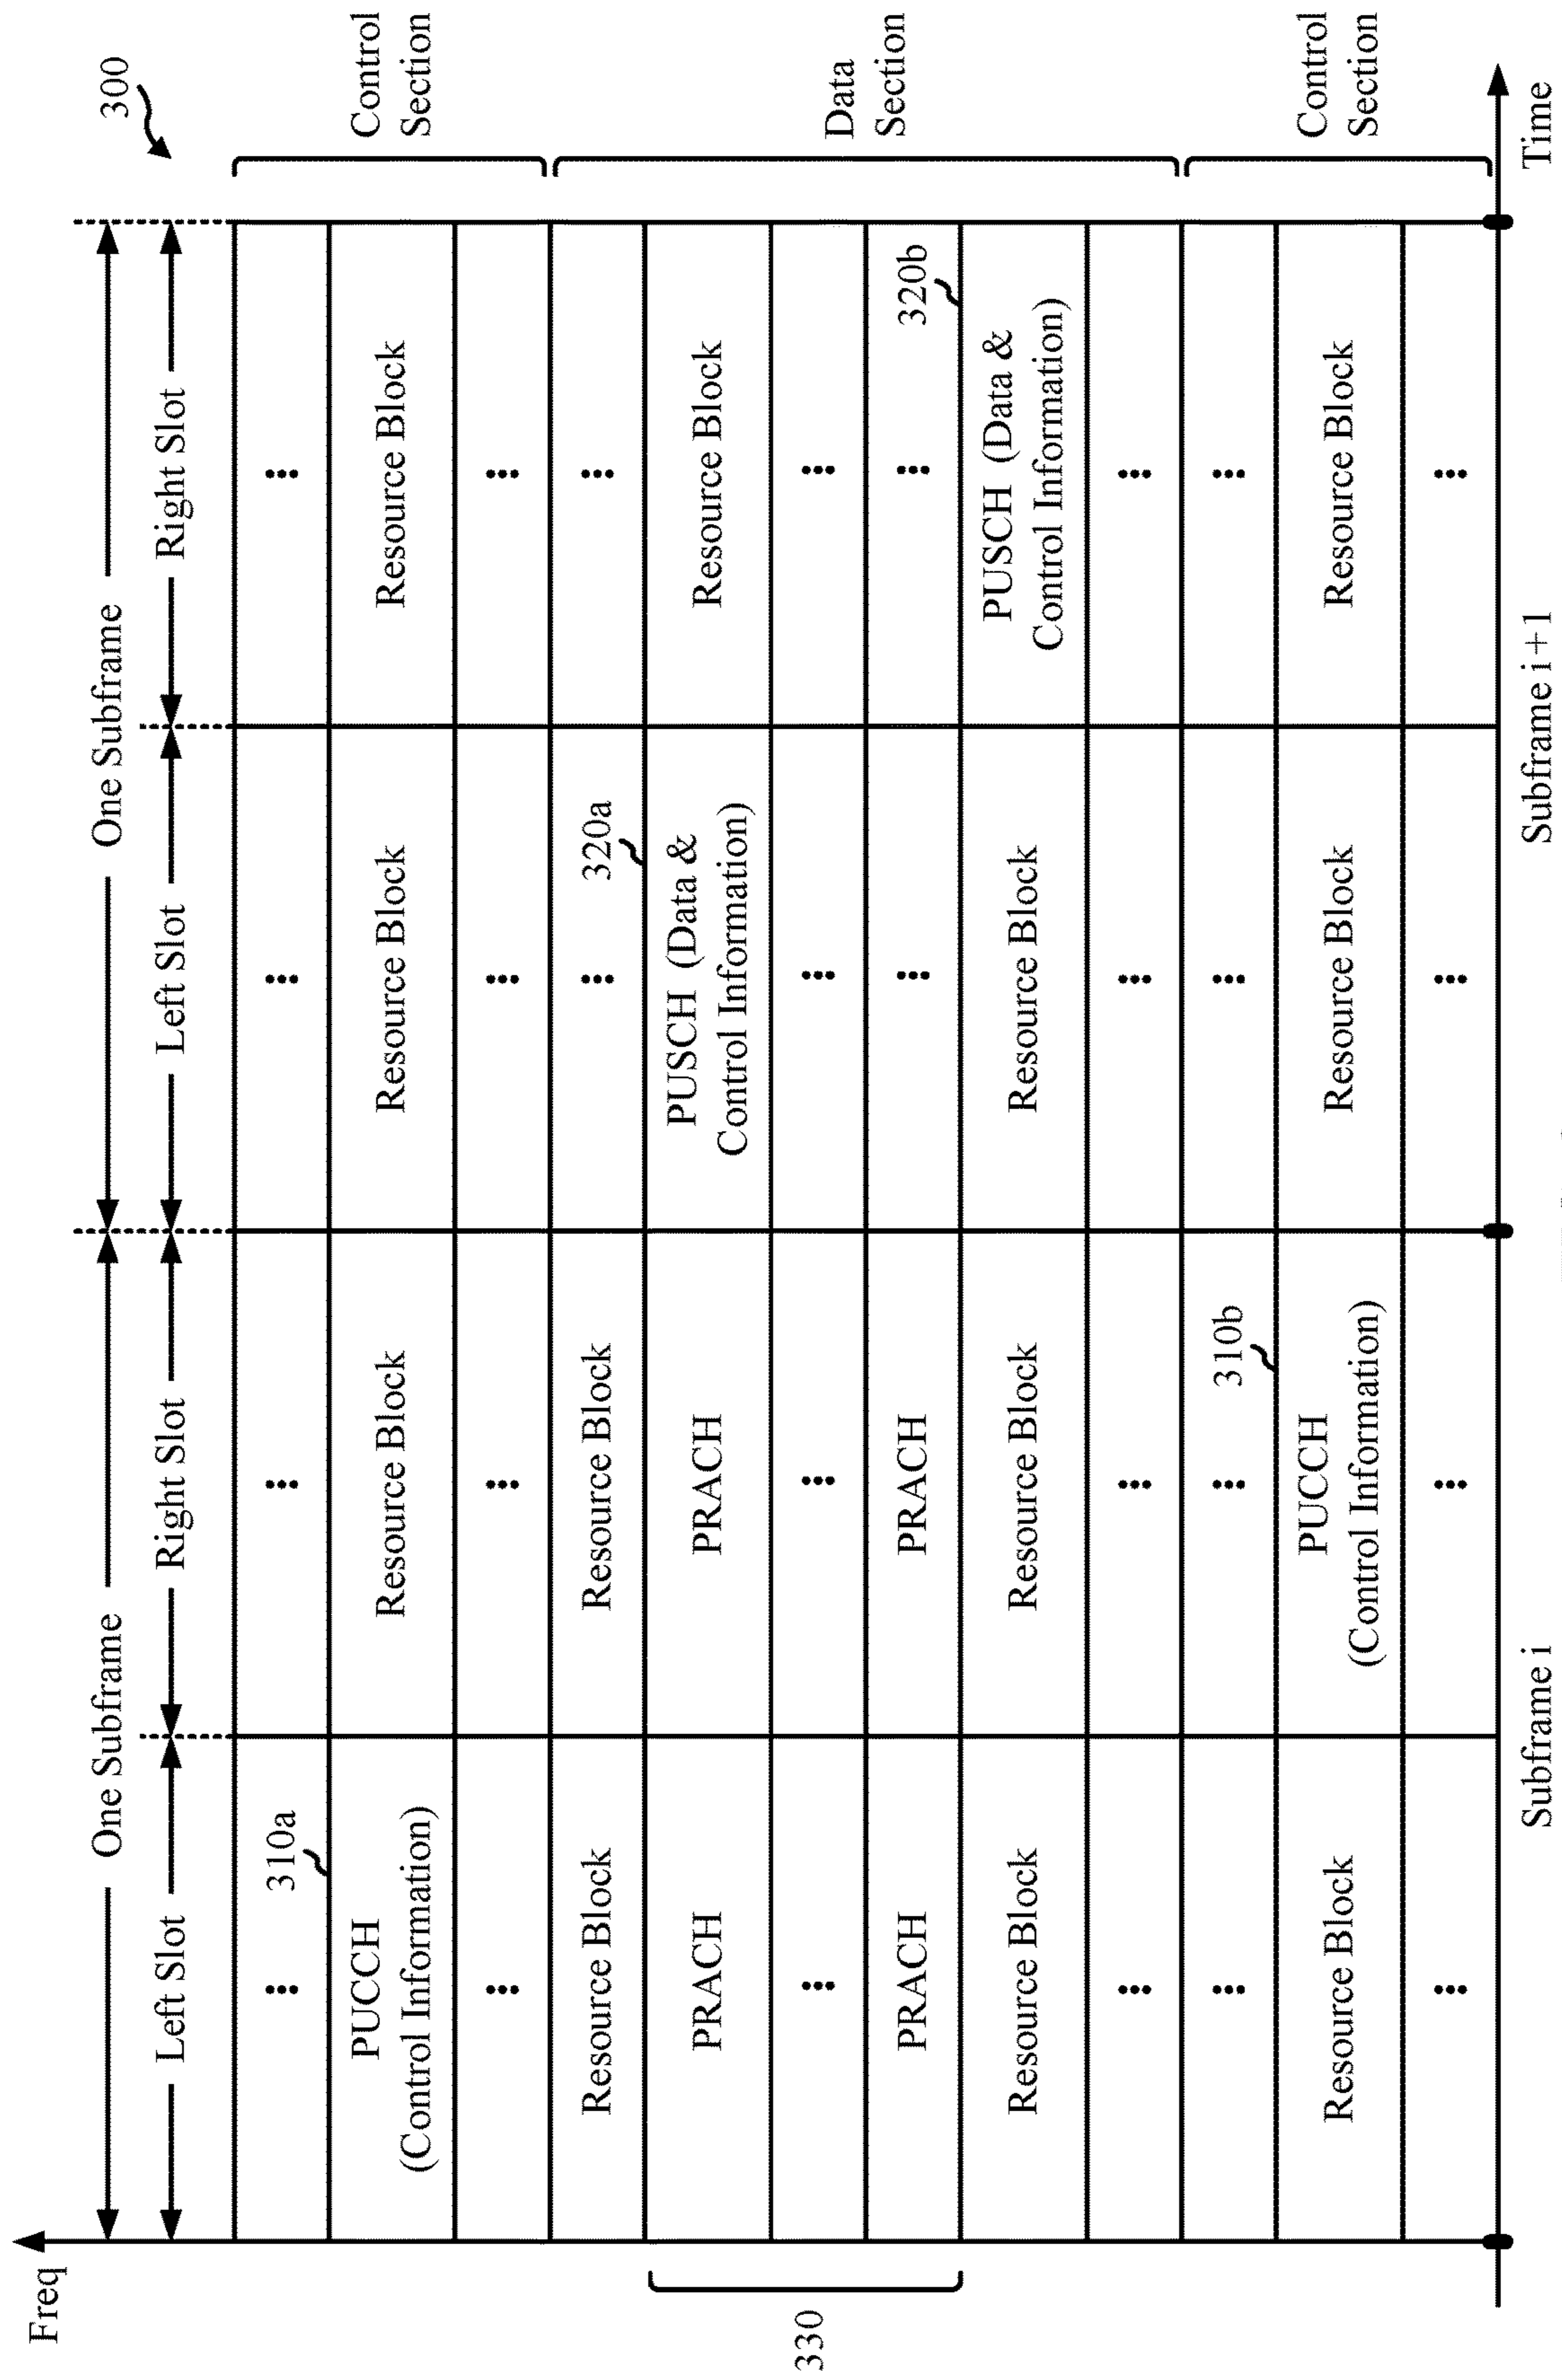 300
Freq
One Subframe
One Subframe
Left Slot
Right Slot
Left Slot
Right Slot
⋮
⋮
⋮
⋮
310a
PUCCH
(Control Information)
Resource Block
Resource Block
Resource Block
⋮
⋮
⋮
⋮
Control
Section
Resource Block
Resource Block
⋮
⋮
320a
330
PRACH
PRACH
PUSCH (Data &
Control Information)
Resource Block
⋮
⋮
⋮
⋮
PRACH
PRACH
⋮
⋮
320b
Resource Block
Resource Block
Resource Block
PUSCH (Data &
Control Information)
⋮
⋮
⋮
⋮
Data
Section
⋮
⋮
⋮
⋮
310b
Resource Block
PUCCH
(Control Information)
Resource Block
Resource Block
⋮
⋮
⋮
⋮
Control
Section
Subframe i
Subframe i+1
Time